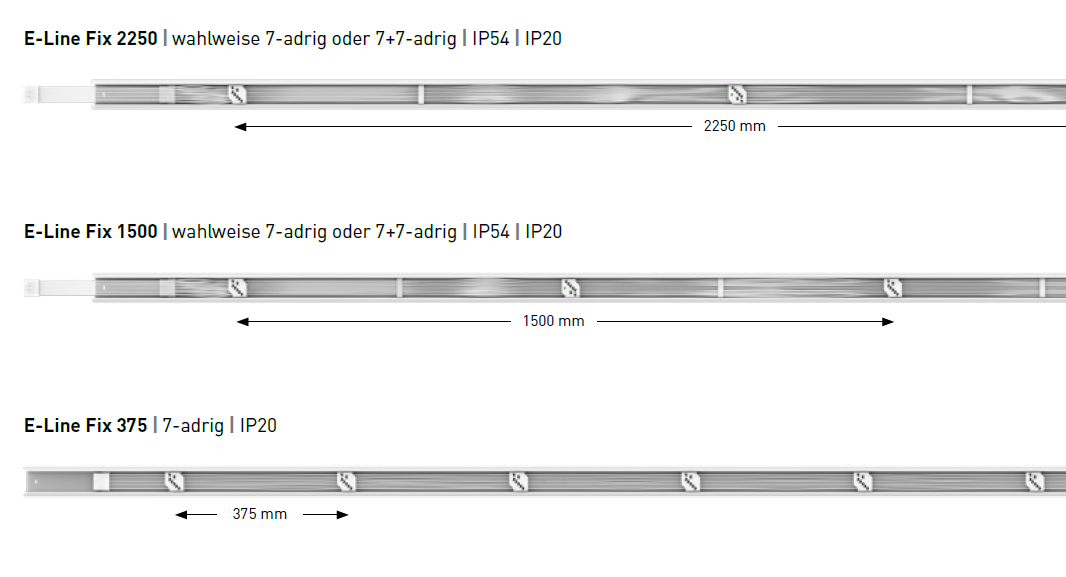 E-Line Fix 2250 | wahlweise 7-adrig oder 7+7-adrig | IP54 | IP20
2250 mm
E-Line Fix 1500 | wahlweise 7-adrig oder 7+7-adrig | IP54 | IP20
1500 mm
E-Line Fix 375 | 7-adrig | IP20
375 mm